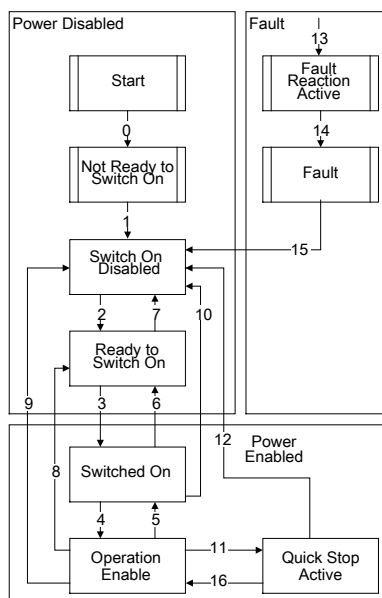 Power Disabled
Fault
13
Start
Fault
Reaction
Active
0
14
Not Ready to
Switch On
Fault
1
Switch On
Disabled
15
2
7
10
Ready to
Switch On
9
3
6
12
Power
Enabled
8
Switched On
4
5
11
Operation
Enable
16
Quick Stop
Active